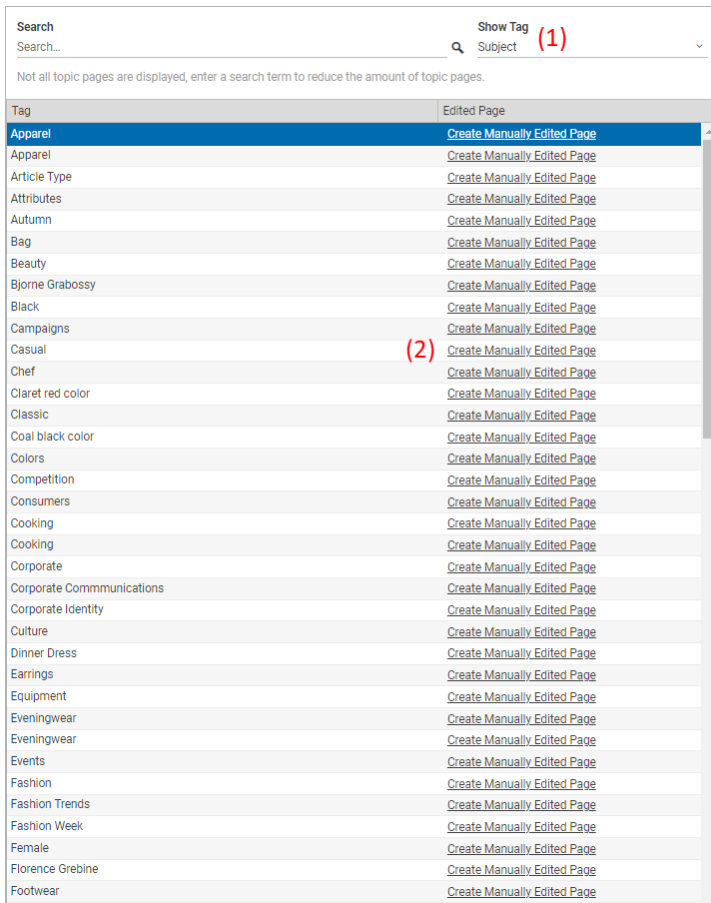 Search
Show Tag
(1)
Search...
Subject
Not all topic pages are displayed, enter a search term to reduce the amount of topic pages.
Tag Edited Page
Apparel Create Manually Edited Page
Apparel Create Manually Edited Page
Article Type Create Manually Edited Page
Attributes Create Manually Edited Page
Autumn Create Manually Edited Page
Bag Create Manually Edited Page
Beauty Create Manually Edited Page
Bjorne Grabossy Create Manually Edited Page
Black Create Manually Edited Page
Campaigns Create Manually Edited Page
Casual (2) Create Manually Edited Page
Chef Create Manually Edited Page
Claret red color Create Manually Edited Page
Classic Create Manually Edited Page
Coal black color Create Manually Edited Page
Colors Create Manually Edited Page
Competition Create Manually Edited Page
Consumers Create Manually Edited Page
Cooking Create Manually Edited Page
Cooking Create Manually Edited Page
Corporate Create Manually Edited Page
Corporate Commmunications Create Manually Edited Page
Corporate Identity Create Manually Edited Page
Culture Create Manually Edited Page
Dinner Dress Create Manually Edited Page
Earrings Create Manually Edited Page
Equipment Create Manually Edited Page
Eveningwear Create Manually Edited Page
Eveningwear Create Manually Edited Page
Events Create Manually Edited Page
Fashion Create Manually Edited Page
Fashion Trends Create Manually Edited Page
Fashion Week Create Manually Edited Page
Female Create Manually Edited Page
Florence Grebine Create Manually Edited Page
Footwear Create Manually Edited Page